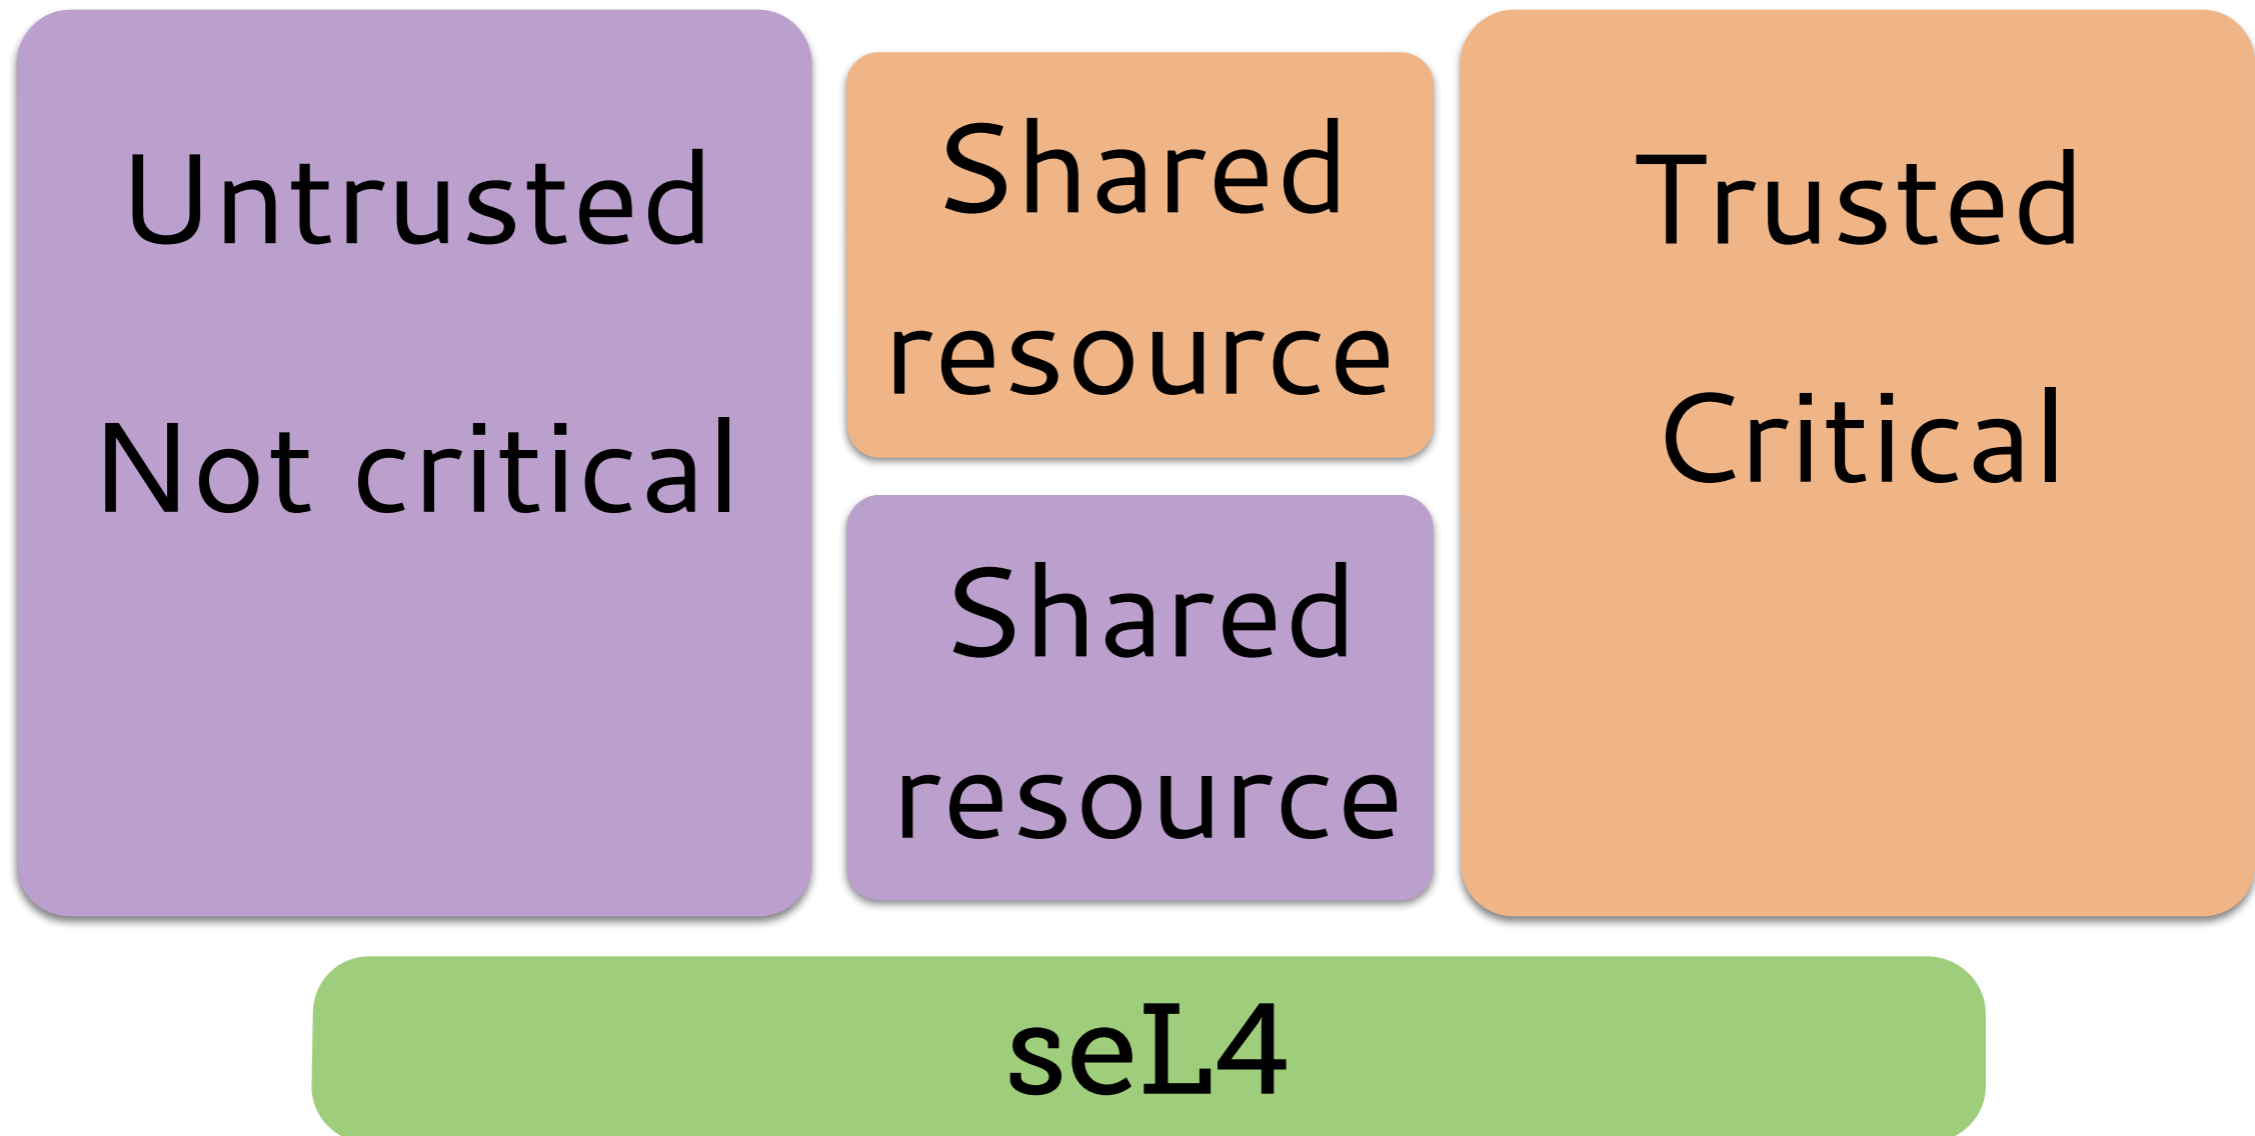 Untrusted
Not critical
Shared
resource
Shared
resource
Trusted
Critical
seL4